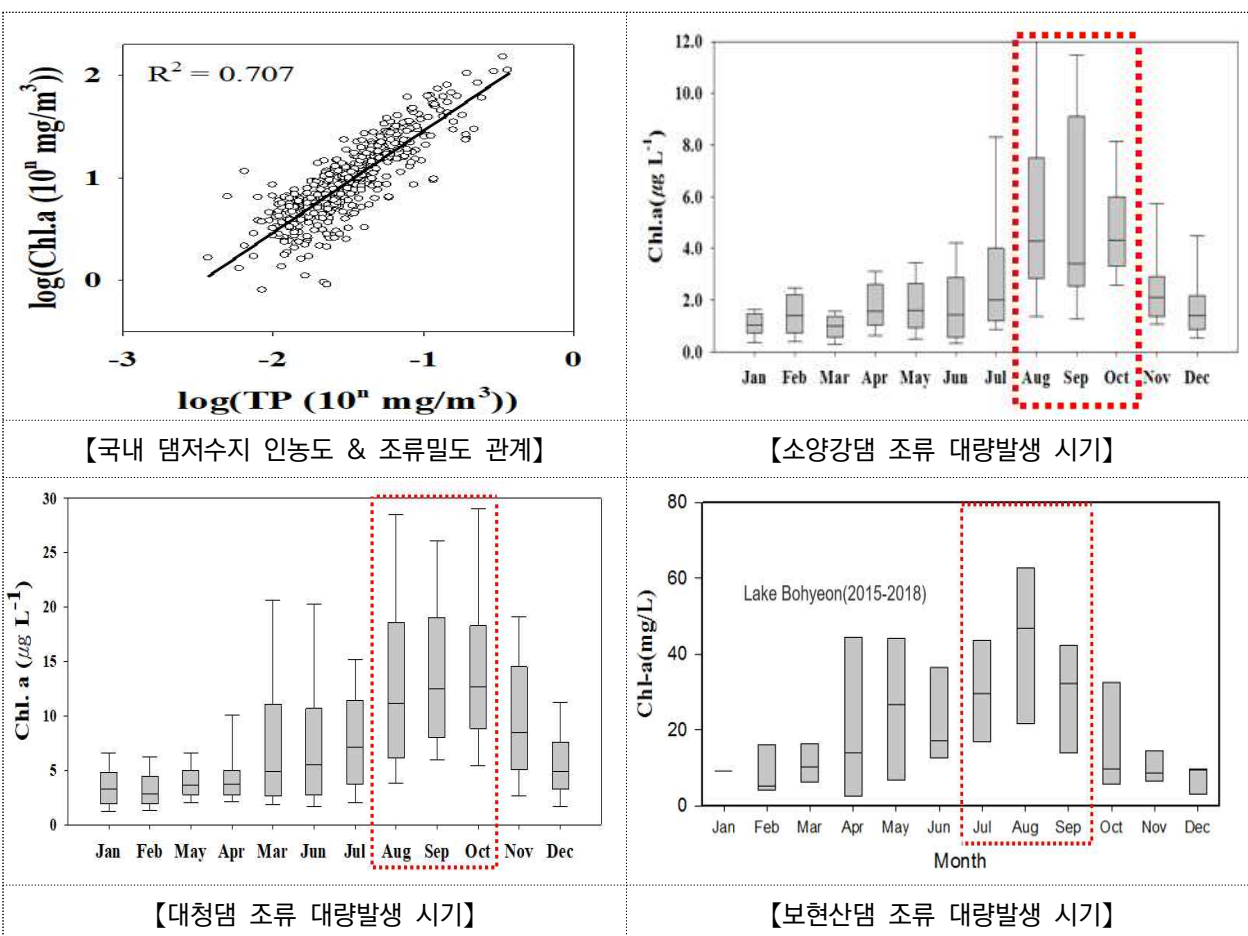 R² = 0.707
log(Chl.a (10ⁿ mg/m³))
2
1
0
-3 -2 -1 0
log(TP (10ⁿ mg/m³))
【국내 댐저수지 인농도 & 조류밀도 관계】
Chl.a(㎍ L⁻¹)
12.0
10.0
8.0
6.0
4.0
2.0
0.0
Jan Feb Mar Apr May Jun Jul Aug Sep Oct Nov Dec
【소양강댐 조류 대량발생 시기】
Chl. a (㎍ L⁻¹)
30
25
20
15
10
5
0
Jan Feb May Apr Mar Jun Jul Aug Sep Oct Nov Dec
【대청댐 조류 대량발생 시기】
Chl-a(mg/L)
80
60
40
20
0
Lake Bohyeon(2015-2018)
Jan Feb Mar Apr May Jun Jul Aug Sep Oct Nov Dec
Month
【보현산댐 조류 대량발생 시기】